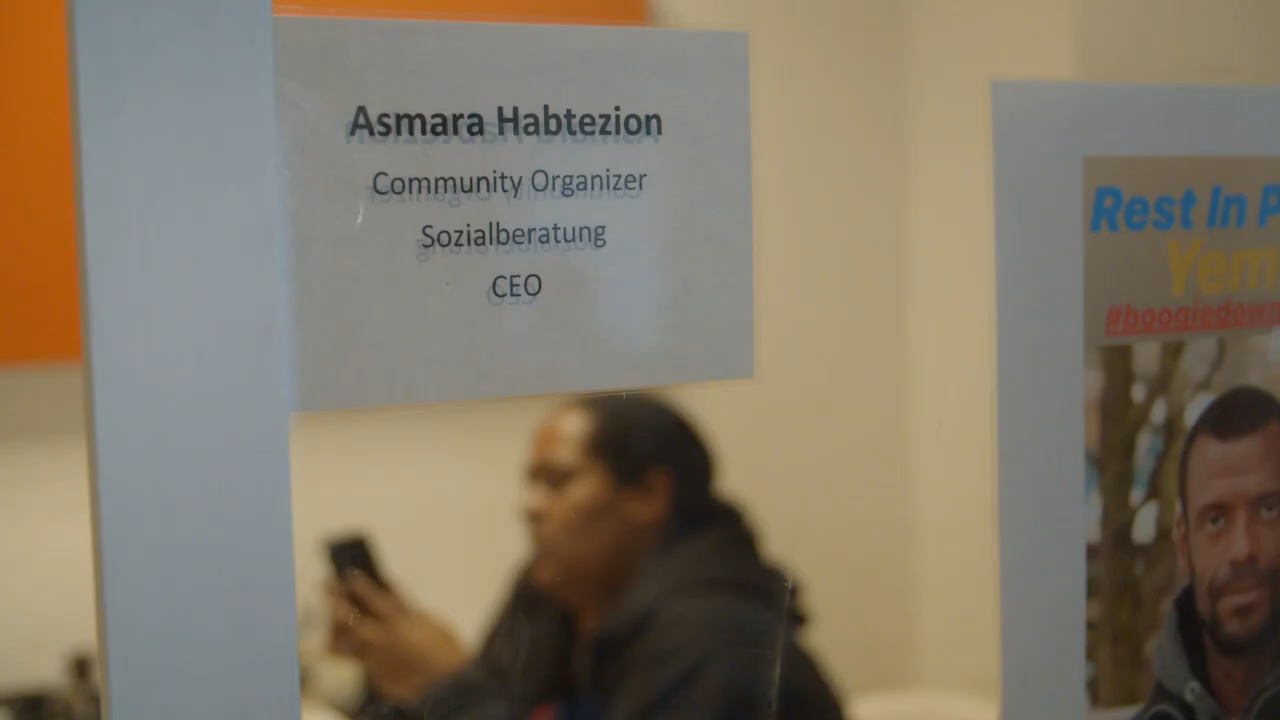 Asmara Habtezion
Community Organizer
Sozialberatung
CEO
Rest In P
Yem
#boogiedown